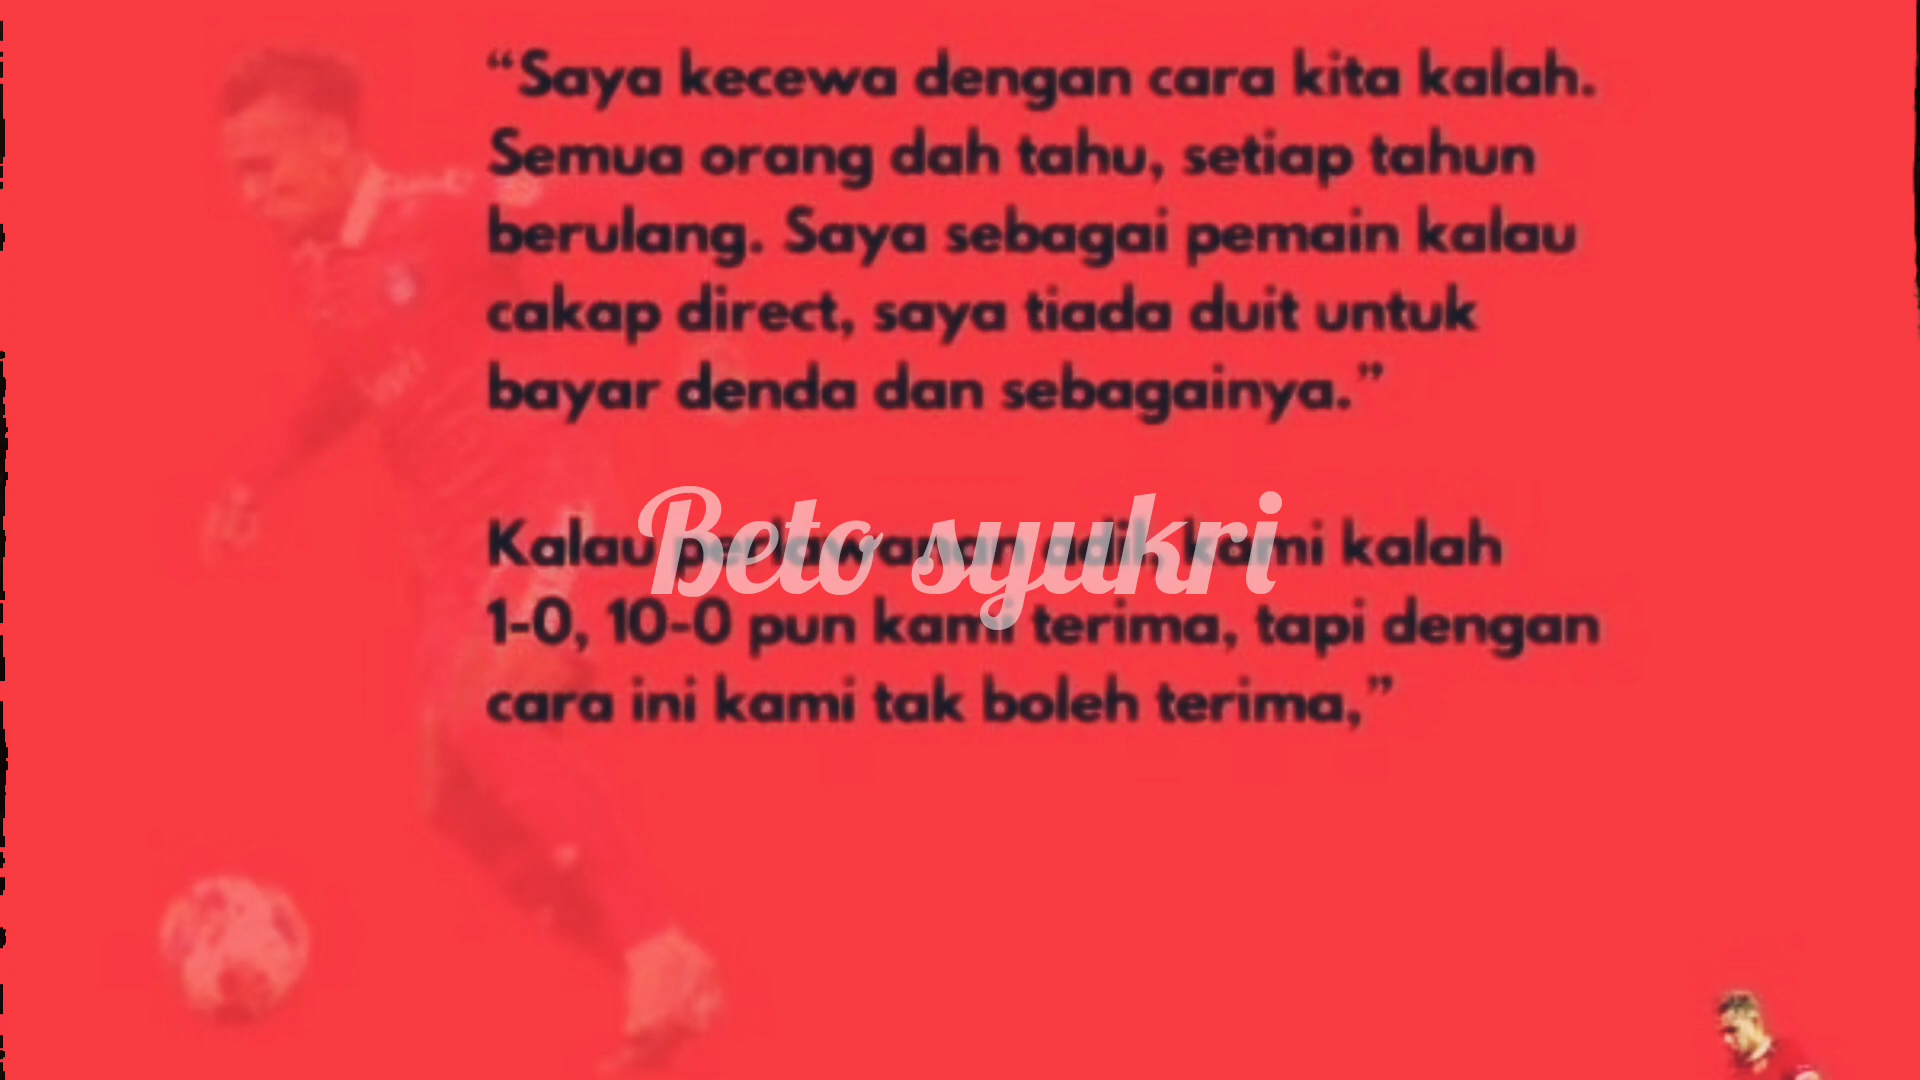 “Saya kecewa dengan cara kita kalah.
Semua orang dah tahu, setiap tahun
berulang. Saya sebagai pemain kalau
cakap direct, saya tiada duit untuk
bayar denda dan sebagainya.”
Beto syukri
Kalau perlawanan adil, kami kalah
1-0, 10-0 pun kami terima, tapi dengan
cara ini kami tak boleh terima,”